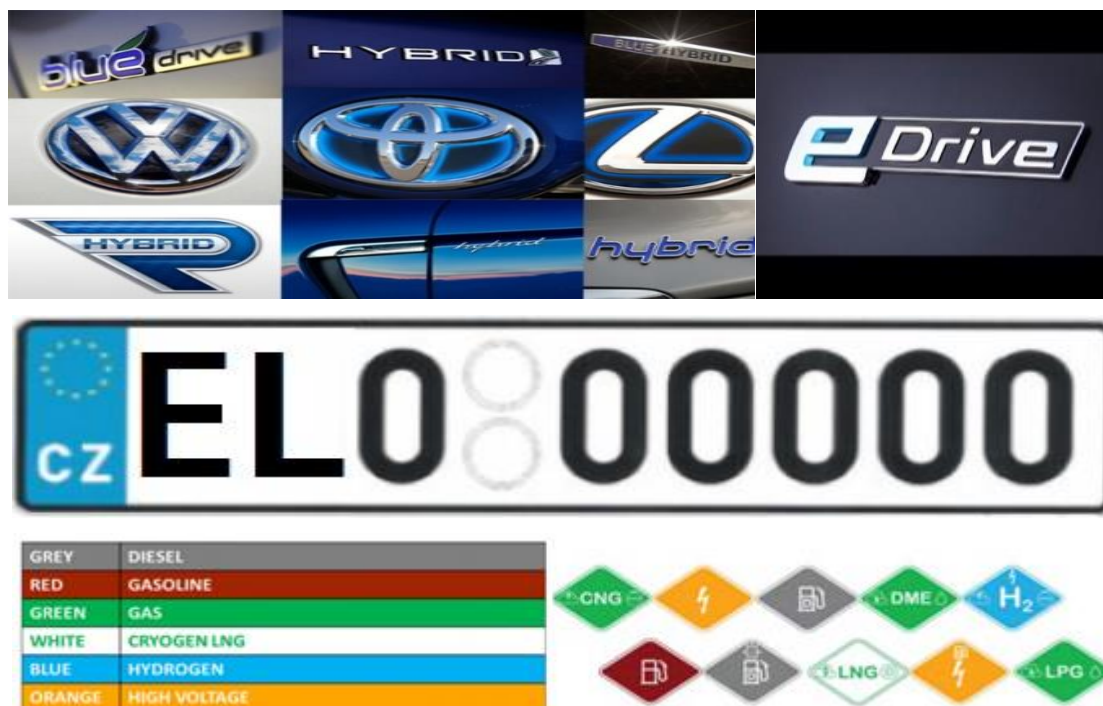 blue drive
HYBRID
BLUE HYBRID
e Drive
HYBRID
hybrid
hybrid
CZ
EL0 00000
GREY DIESEL
RED GASOLINE
GREEN GAS
WHITE CRYOGEN LNG
BLUE HYDROGEN
ORANGE HIGH VOLTAGE
CNG
DME
H₂
LNG
LPG